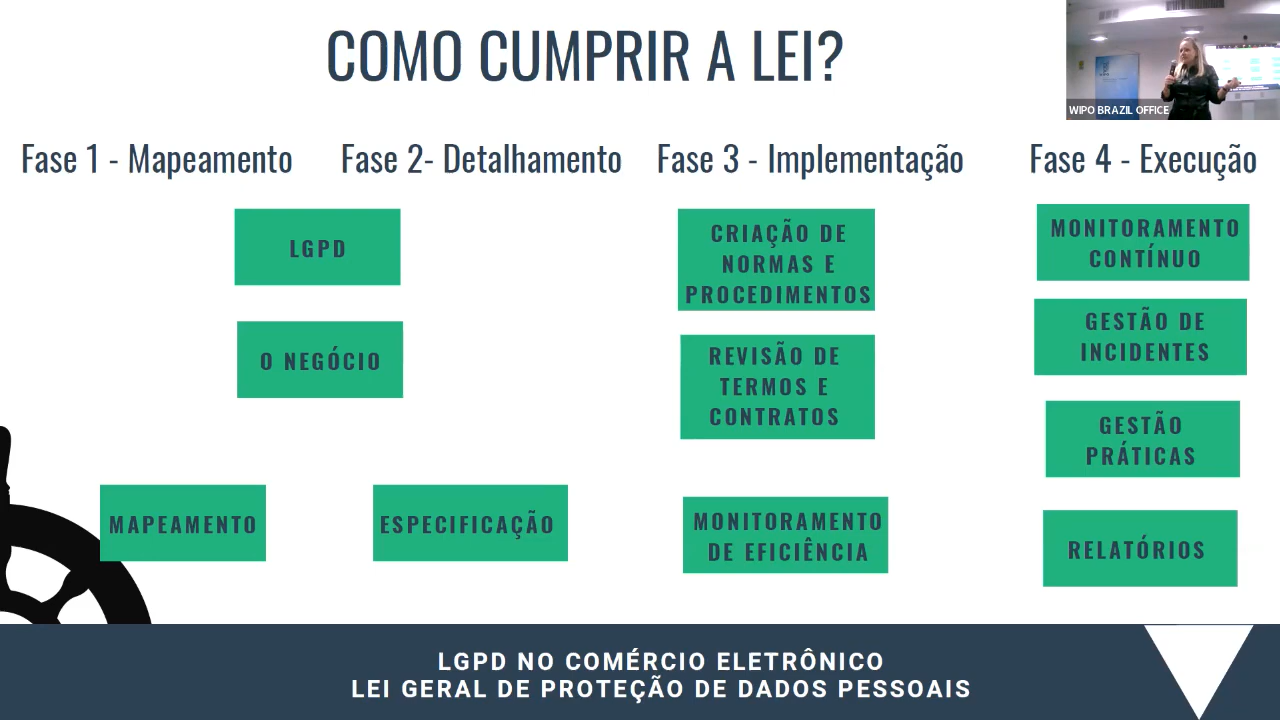 COMO CUMPRIR A LEI?
WIPO BRAZIL OFFICE
Fase 1 - Mapeamento
Fase 2- Detalhamento
Fase 3 - Implementação
Fase 4 - Execução
LGPD
O NEGÓCIO
MAPEAMENTO
ESPECIFICAÇÃO
CRIAÇÃO DE
NORMAS E
PROCEDIMENTOS
REVISÃO DE
TERMOS E
CONTRATOS
MONITORAMENTO
DE EFICIÊNCIA
MONITORAMENTO
CONTÍNUO
GESTÃO DE
INCIDENTES
GESTÃO
PRÁTICAS
RELATÓRIOS
LGPD NO COMÉRCIO ELETRÔNICO
LEI GERAL DE PROTEÇÃO DE DADOS PESSOAIS